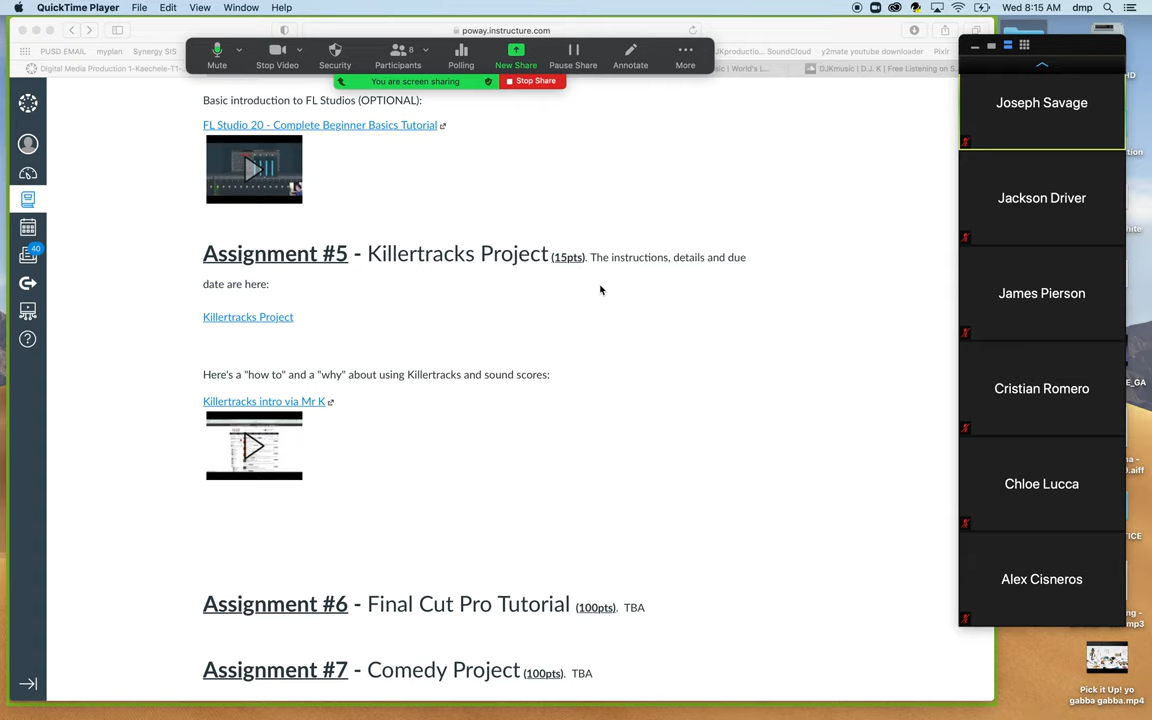 QuickTime Player File Edit View Window Help
Wed 8:15 AM dmp
poway.instructure.com
PUSD EMAIL myplan Synergy SIS
SoundCloud y2mate youtube downloader Pixlr
Digital Media Production 1-Kaechele-T1-
DJKmusic | D.J. K | Free Listening on S
Mute Stop Video Security Participants 8 Polling New Share Pause Share Annotate More
You are screen sharing Stop Share
Basic introduction to FL Studios (OPTIONAL):
FL Studio 20 - Complete Beginner Basics Tutorial
Assignment #5 - Killertracks Project (15pts). The instructions, details and due
date are here:
40
Killertracks Project
Here's a "how to" and a "why" about using Killertracks and sound scores:
Killertracks intro via Mr K
Assignment #6 - Final Cut Pro Tutorial (100pts). TBA
Assignment #7 - Comedy Project (100pts). TBA
Joseph Savage
Jackson Driver
James Pierson
Cristian Romero
Chloe Lucca
Alex Cisneros
Pick it Up! yo
gabba gabba.mp4